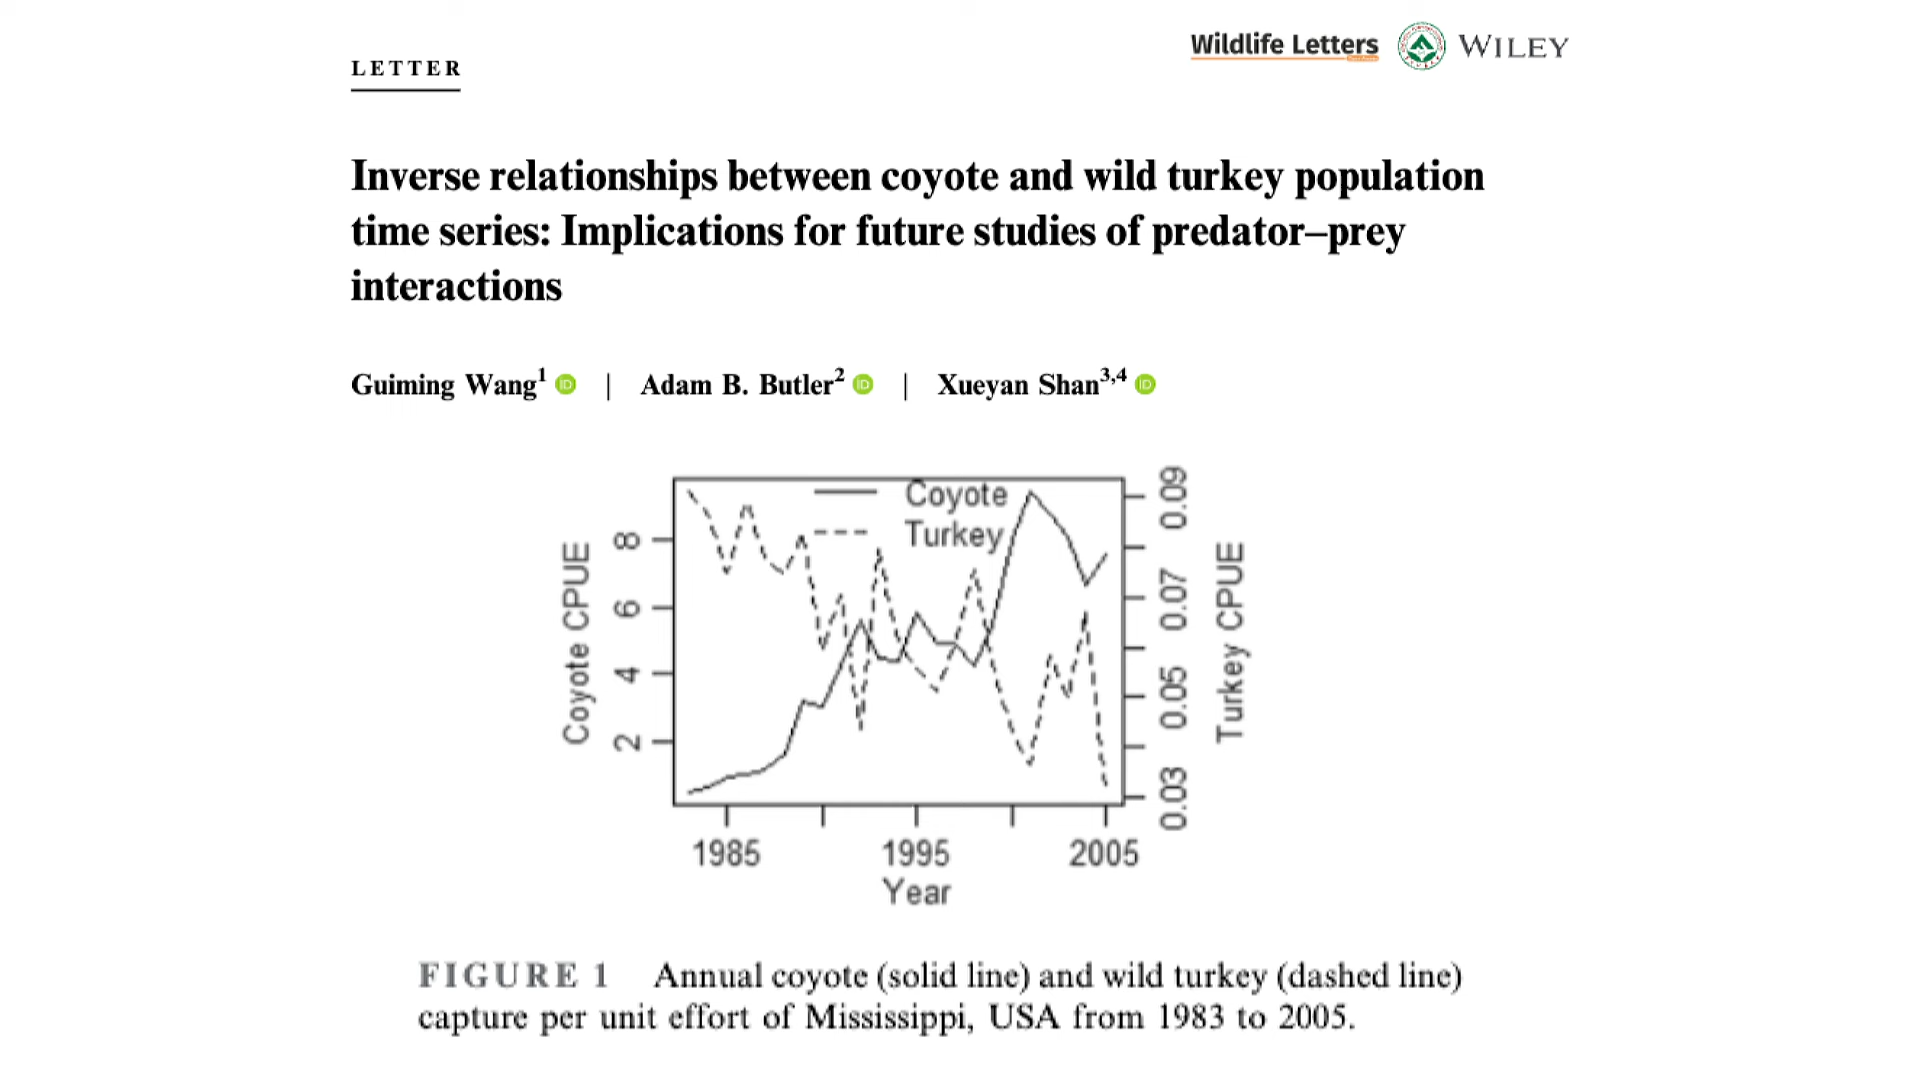 Wildlife Letters WILEY
LETTER
Inverse relationships between coyote and wild turkey population
time series: Implications for future studies of predator–prey
interactions
Guiming Wang1 iD | Adam B. Butler2 iD | Xueyan Shan3,4 iD
Coyote
Turkey
Coyote CPUE
8
6
4
2
0.09
0.07
0.05
0.03
Turkey CPUE
1985 1995 2005
Year
FIGURE 1 Annual coyote (solid line) and wild turkey (dashed line)
capture per unit effort of Mississippi, USA from 1983 to 2005.